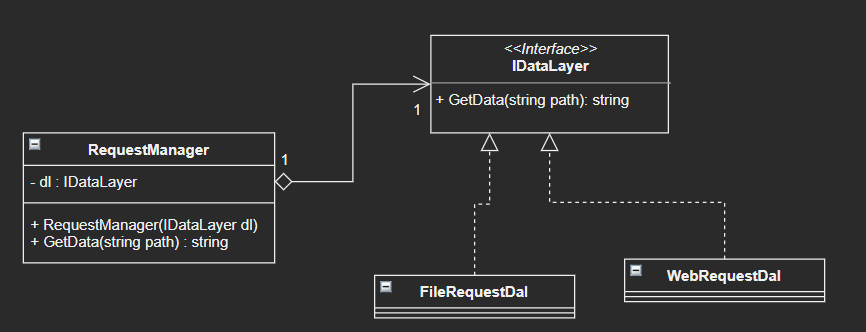 <<Interface>>
IDataLayer
+ GetData(string path): string
1
RequestManager
1
- dl : IDataLayer
+ RequestManager(IDataLayer dl)
+ GetData(string path) : string
FileRequestDal
WebRequestDal